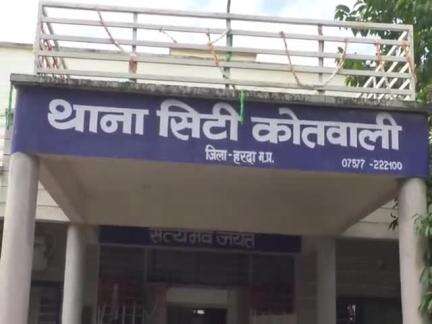 थाना सिटी कोतवाली
जिला-हरदा म.प्र.
07577 -222100
सत्यमेव जयते